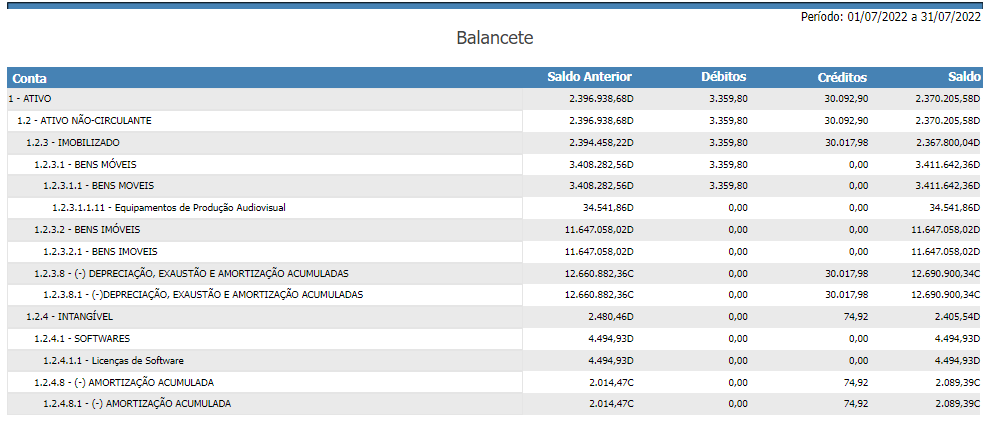 Período: 01/07/2022 a 31/07/2022
Balancete
Conta Saldo Anterior Débitos Créditos Saldo
1 - ATIVO 2.396.938,68D 3.359,80 30.092,90 2.370.205,58D
1.2 - ATIVO NÃO-CIRCULANTE 2.396.938,68D 3.359,80 30.092,90 2.370.205,58D
1.2.3 - IMOBILIZADO 2.394.458,22D 3.359,80 30.017,98 2.367.800,04D
1.2.3.1 - BENS MÓVEIS 3.408.282,56D 3.359,80 0,00 3.411.642,36D
1.2.3.1.1 - BENS MOVEIS 3.408.282,56D 3.359,80 0,00 3.411.642,36D
1.2.3.1.1.11 - Equipamentos de Produção Audiovisual 34.541,86D 0,00 0,00 34.541,86D
1.2.3.2 - BENS IMÓVEIS 11.647.058,02D 0,00 0,00 11.647.058,02D
1.2.3.2.1 - BENS IMOVEIS 11.647.058,02D 0,00 0,00 11.647.058,02D
1.2.3.8 - (-) DEPRECIAÇÃO, EXAUSTÃO E AMORTIZAÇÃO ACUMULADAS 12.660.882,36C 0,00 30.017,98 12.690.900,34C
1.2.3.8.1 - (-)DEPRECIAÇÃO, EXAUSTÃO E AMORTIZAÇÃO ACUMULADAS 12.660.882,36C 0,00 30.017,98 12.690.900,34C
1.2.4 - INTANGÍVEL 2.480,46D 0,00 74,92 2.405,54D
1.2.4.1 - SOFTWARES 4.494,93D 0,00 0,00 4.494,93D
1.2.4.1.1 - Licenças de Software 4.494,93D 0,00 0,00 4.494,93D
1.2.4.8 - (-) AMORTIZAÇÃO ACUMULADA 2.014,47C 0,00 74,92 2.089,39C
1.2.4.8.1 - (-) AMORTIZAÇÃO ACUMULADA 2.014,47C 0,00 74,92 2.089,39C